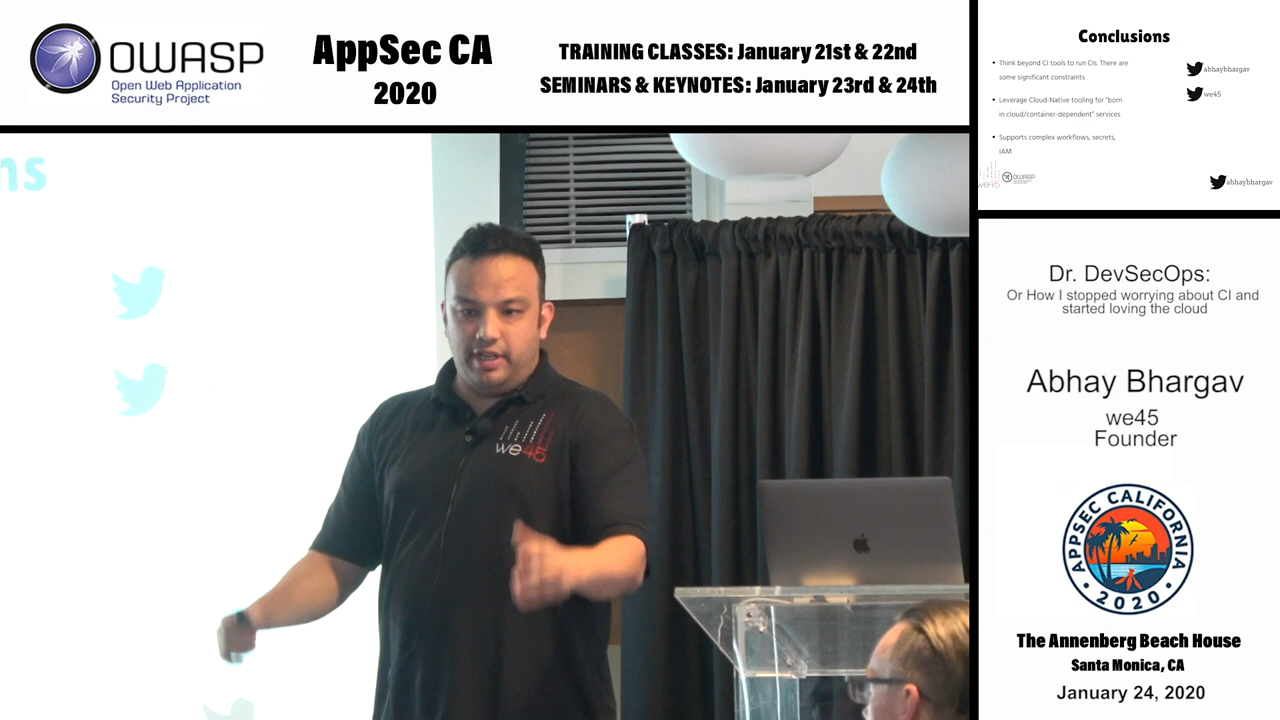 OWASP
Open Web Application
Security Project
AppSec CA
2020
TRAINING CLASSES: January 21st & 22nd
SEMINARS & KEYNOTES: January 23rd & 24th
Conclusions
• Think beyond CI tools to run CIs. There are
some significant constraints
• Leverage Cloud-Native tooling for "born
in cloud/container-dependent" services
• Supports complex workflows, secrets,
IAM
abhaybhargav
we45
we45
OWASP
abhaybhargav
ns
we45
Dr. DevSecOps:
Or How I stopped worrying about CI and
started loving the cloud
Abhay Bhargav
we45
Founder
APPSEC CALIFORNIA
• 2020 •
The Annenberg Beach House
Santa Monica, CA
January 24, 2020